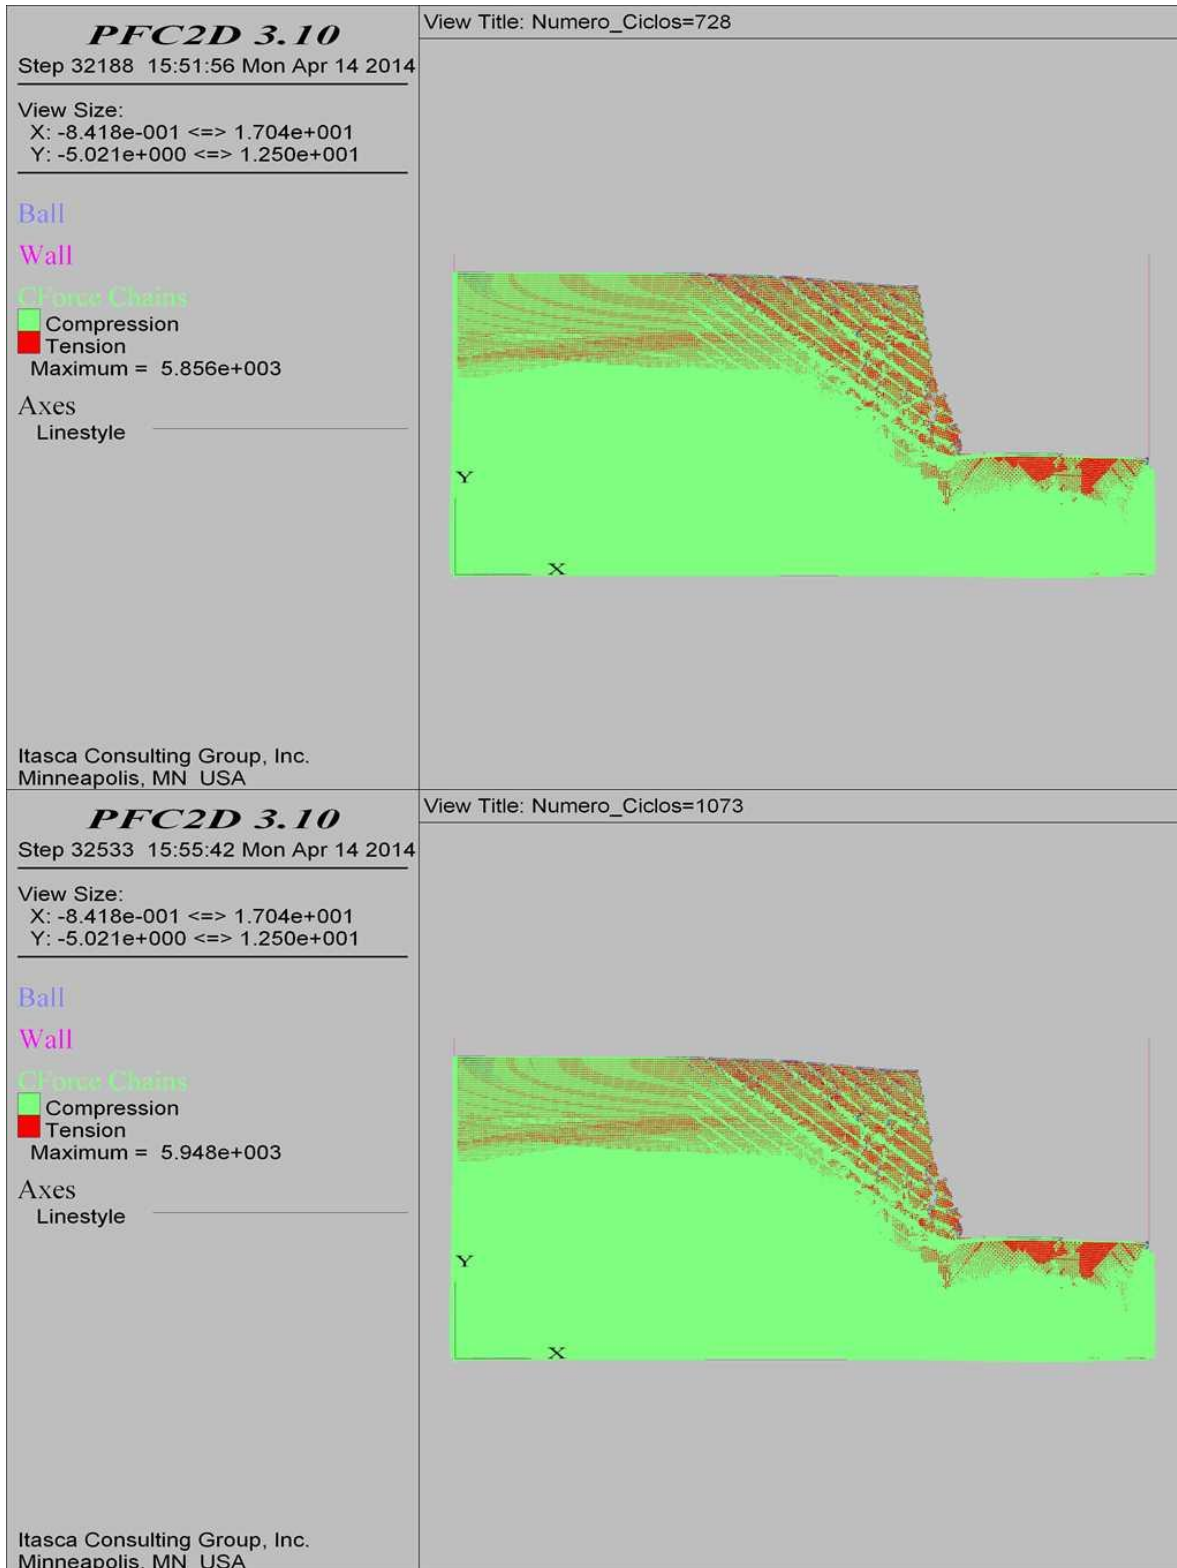 PFC2D 3.10
Step 32188 15:51:56 Mon Apr 14 2014
View Size:
X: -8.418e-001 <=> 1.704e+001
Y: -5.021e+000 <=> 1.250e+001
Ball
Wall
CForce Chains
Compression
Tension
Maximum = 5.856e+003
Axes
Linestyle
Itasca Consulting Group, Inc.
Minneapolis, MN USA
View Title: Numero_Ciclos=728
Y
X
PFC2D 3.10
Step 32533 15:55:42 Mon Apr 14 2014
View Size:
X: -8.418e-001 <=> 1.704e+001
Y: -5.021e+000 <=> 1.250e+001
Ball
Wall
CForce Chains
Compression
Tension
Maximum = 5.948e+003
Axes
Linestyle
Itasca Consulting Group, Inc.
Minneapolis, MN USA
View Title: Numero_Ciclos=1073
Y
X